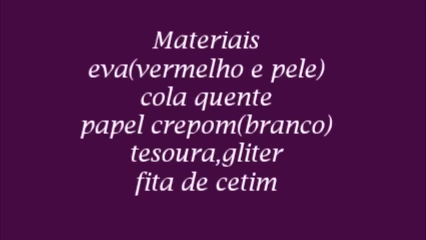 Materiais
eva(vermelho e pele)
cola quente
papel crepom(branco)
tesoura,gliter
fita de cetim